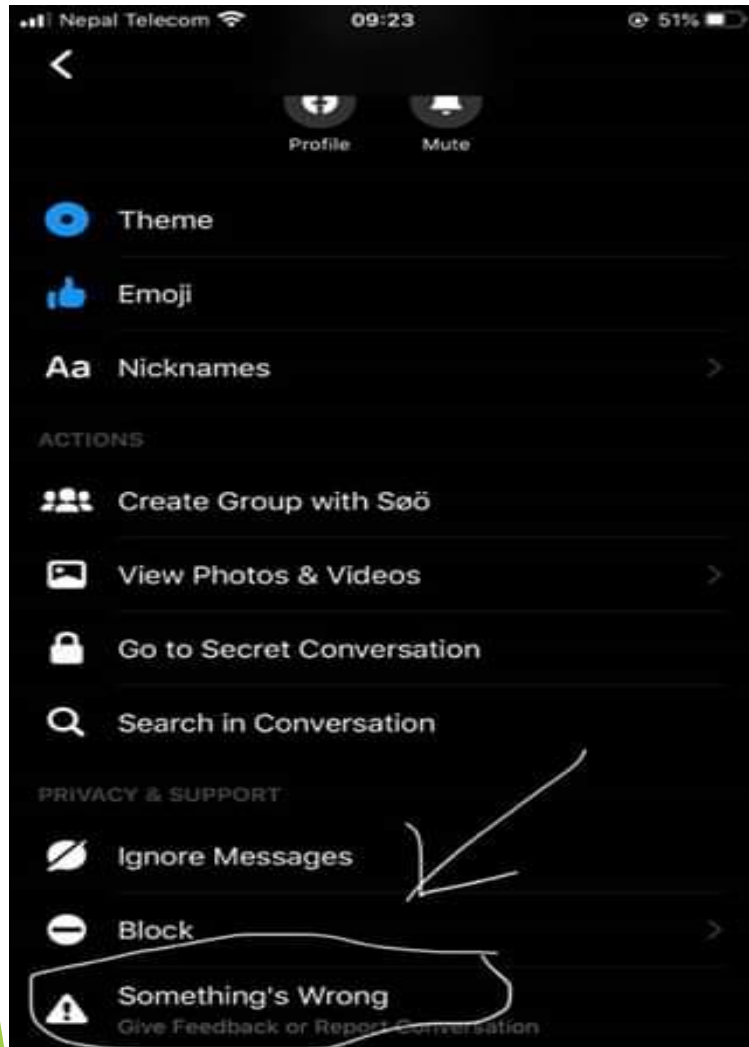 Nepal Telecom 09:23 51%
Profile Mute
Theme
Emoji
Aa Nicknames
ACTIONS
Create Group with Søö
View Photos & Videos
Go to Secret Conversation
Search in Conversation
PRIVACY & SUPPORT
Ignore Messages
Block
Something's Wrong
Give Feedback or Report Conversation